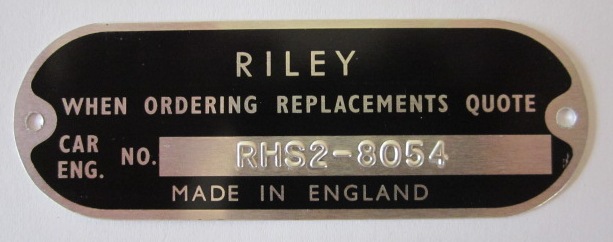 RILEY
WHEN ORDERING REPLACEMENTS QUOTE
CAR ENG. NO. RHS2-8054
MADE IN ENGLAND